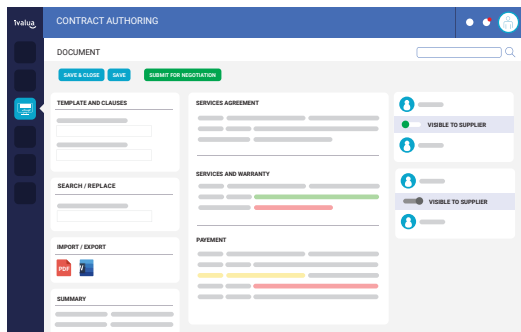 ivalua
CONTRACT AUTHORING
DOCUMENT
SAVE & CLOSE
SAVE
SUBMIT FOR
NEGOTIATION
TEMPLATE AND CLAUSES
SEARCH / REPLACE
IMPORT / EXPORT
PDF
W
SUMMARY
SERVICES AGREEMENT
SERVICES AND WARRANTY
PAYEMENT
VISIBLE TO SUPPLIER
VISIBLE TO SUPPLIER